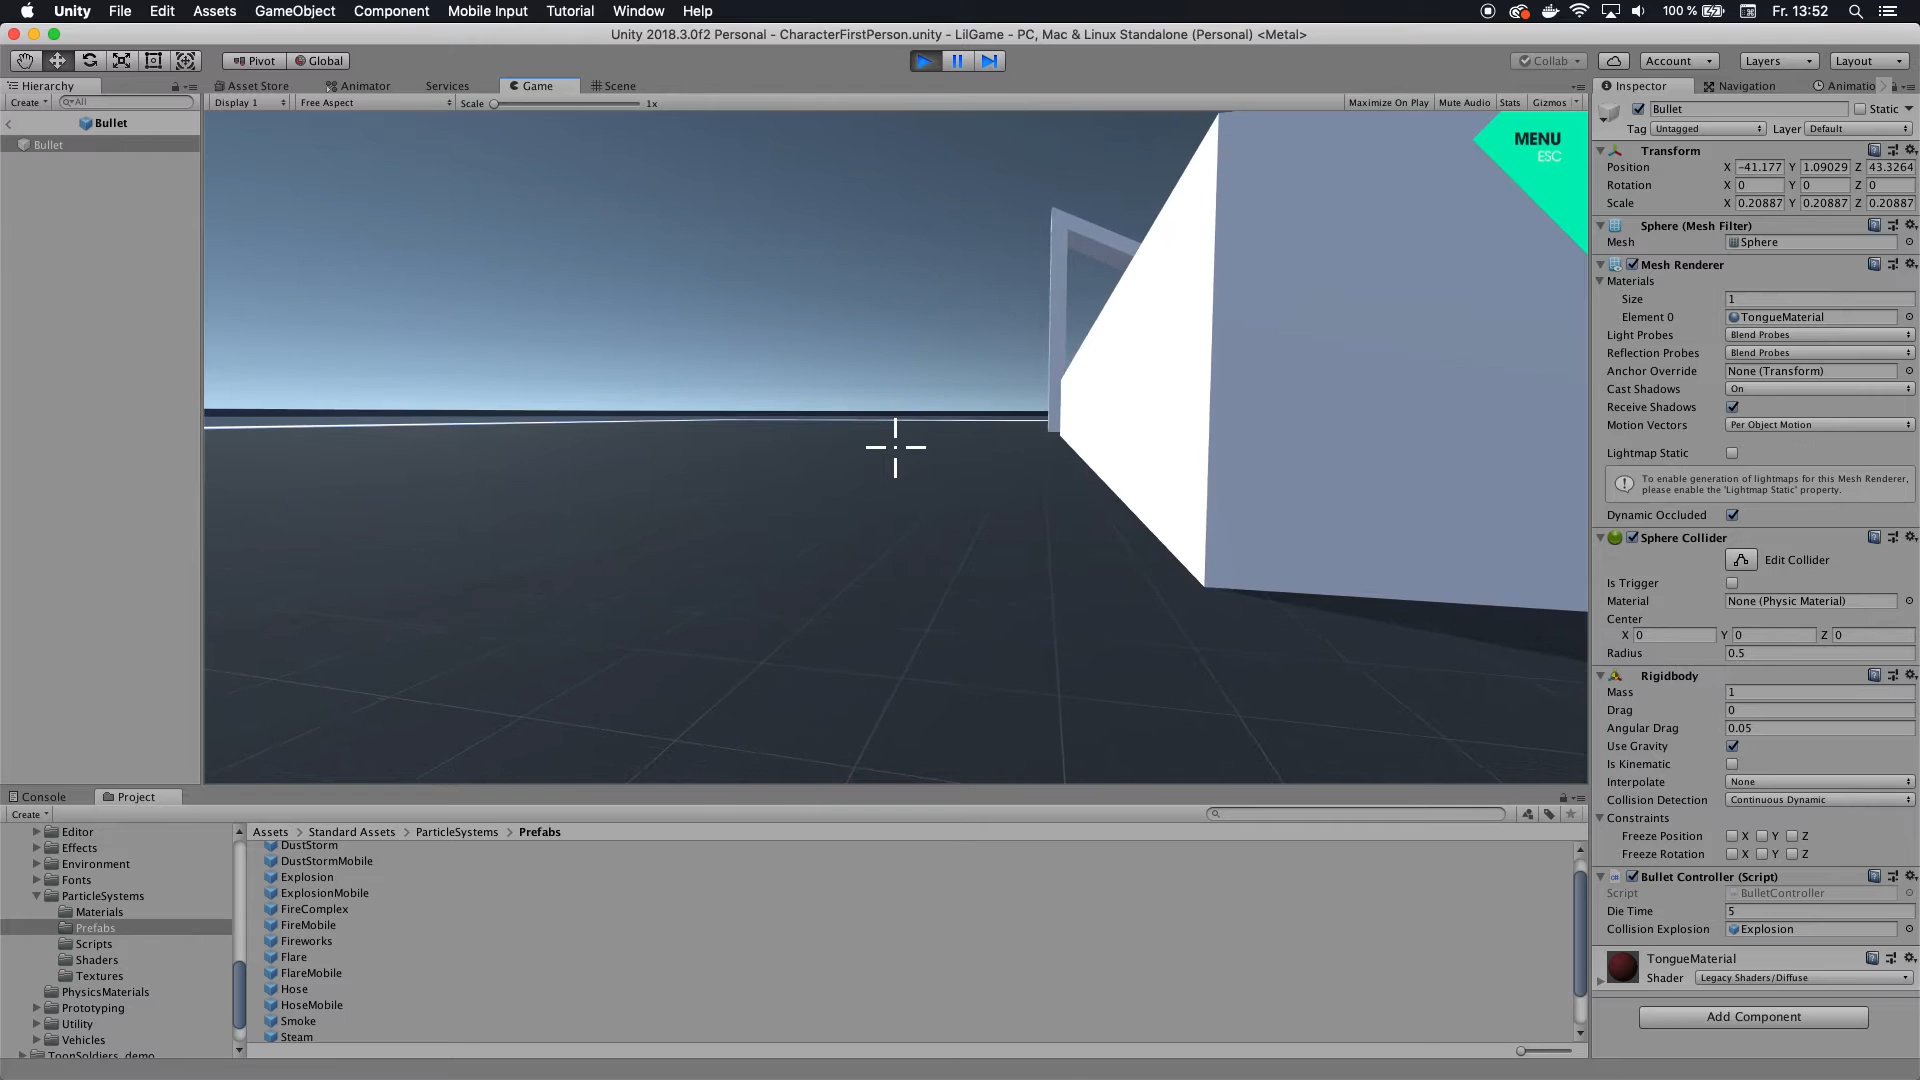 Unity File Edit Assets GameObject Component Mobile Input Tutorial Window Help 100 % Fr. 13:52
Unity 2018.3.0f2 Personal - CharacterFirstPerson.unity - LilGame - PC, Mac & Linux Standalone (Personal) <Metal>
Pivot Global Collab Account Layers Layout
Hierarchy Asset Store Animator Services Game Scene Inspector Navigation Animatio
Create All Display 1 Free Aspect Scale 1x Maximize On Play Mute Audio Stats Gizmos
Bullet
Bullet
MENU
ESC
Bullet Static
Tag Untagged Layer Default
Transform
Position X -41.177 Y 1.09029 Z 43.3264
Rotation X 0 Y 0 Z 0
Scale X 0.20887 Y 0.20887 Z 0.20887
Sphere (Mesh Filter)
Mesh Sphere
Mesh Renderer
Materials
Size 1
Element 0 TongueMaterial
Light Probes Blend Probes
Reflection Probes Blend Probes
Anchor Override None (Transform)
Cast Shadows On
Receive Shadows
Motion Vectors Per Object Motion
Lightmap Static
To enable generation of lightmaps for this Mesh Renderer,
please enable the 'Lightmap Static' property.
Dynamic Occluded
Sphere Collider
Edit Collider
Is Trigger
Material None (Physic Material)
Center
X 0 Y 0 Z 0
Radius 0.5
Rigidbody
Mass 1
Drag 0
Angular Drag 0.05
Use Gravity
Is Kinematic
Interpolate None
Collision Detection Continuous Dynamic
Constraints
Freeze Position X Y Z
Freeze Rotation X Y Z
Bullet Controller (Script)
Script BulletController
Die Time 5
Collision Explosion Explosion
TongueMaterial
Shader Legacy Shaders/Diffuse
Add Component
Console Project
Create
Editor
Effects
Environment
Fonts
ParticleSystems
Materials
Prefabs
Scripts
Shaders
Textures
PhysicsMaterials
Prototyping
Utility
Vehicles
ToonSoldiers_demo
Assets Standard Assets ParticleSystems Prefabs
DustStorm
DustStormMobile
Explosion
ExplosionMobile
FireComplex
FireMobile
Fireworks
Flare
FlareMobile
Hose
HoseMobile
Smoke
Steam